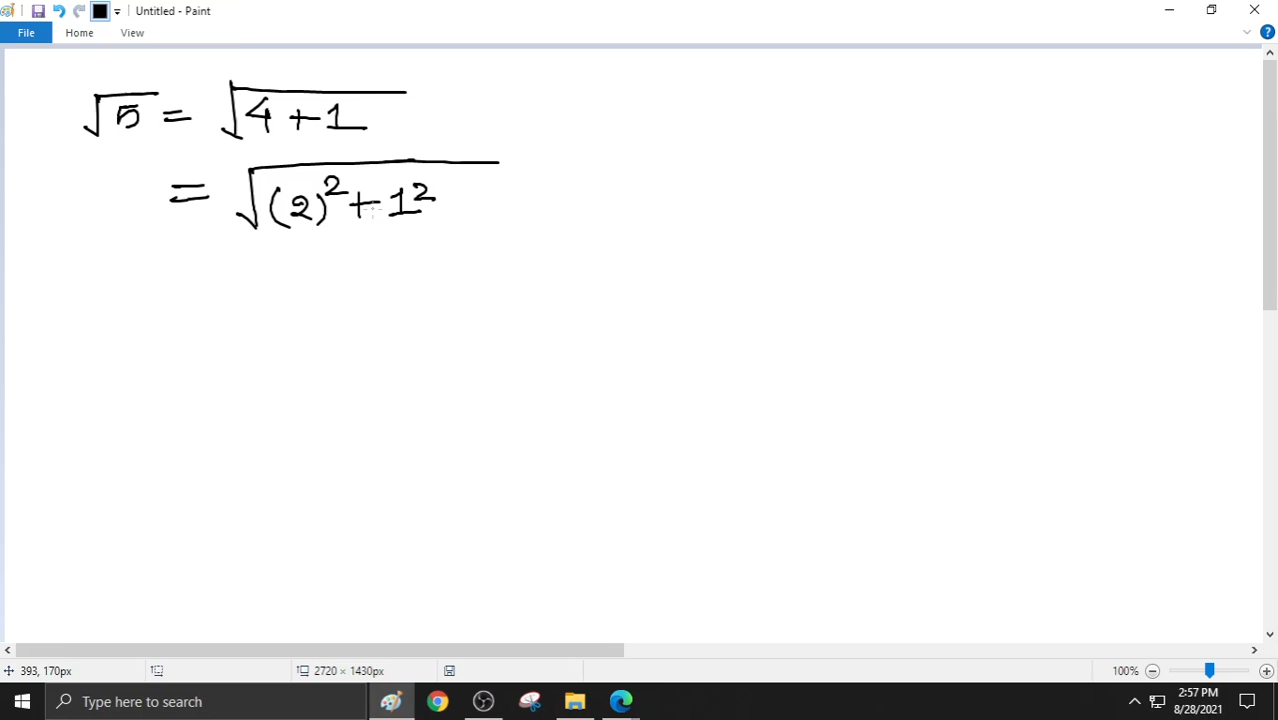 Untitled - Paint
File Home View
√5 = √4 + 1
= √(2)² + 1²
393, 170px
2720 × 1430px
100%
Type here to search
2:57 PM
8/28/2021